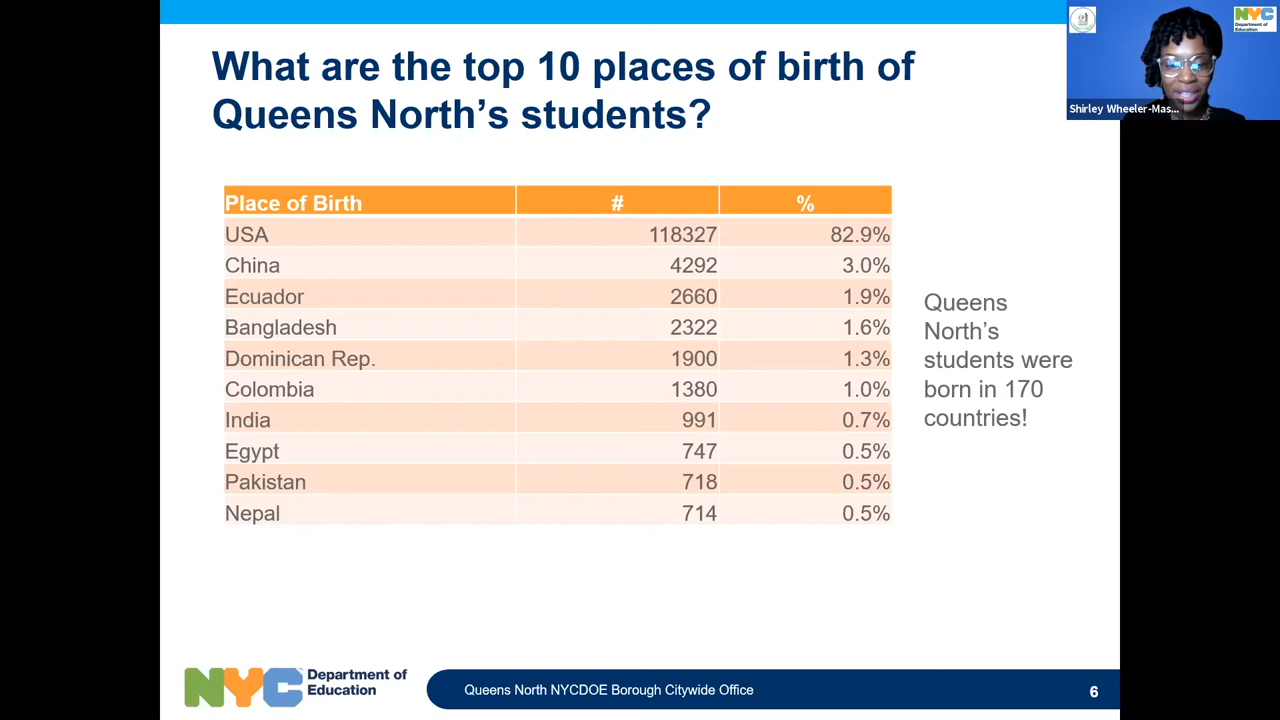 What are the top 10 places of birth of
Queens North's students?
NYC
Department of
Education
Shirley Wheeler-Mas...
Place of Birth # %
USA 118327 82.9%
China 4292 3.0%
Ecuador 2660 1.9%
Bangladesh 2322 1.6%
Dominican Rep. 1900 1.3%
Colombia 1380 1.0%
India 991 0.7%
Egypt 747 0.5%
Pakistan 718 0.5%
Nepal 714 0.5%
Queens
North's
students were
born in 170
countries!
NYC
Department of
Education
Queens North NYCDOE Borough Citywide Office
6